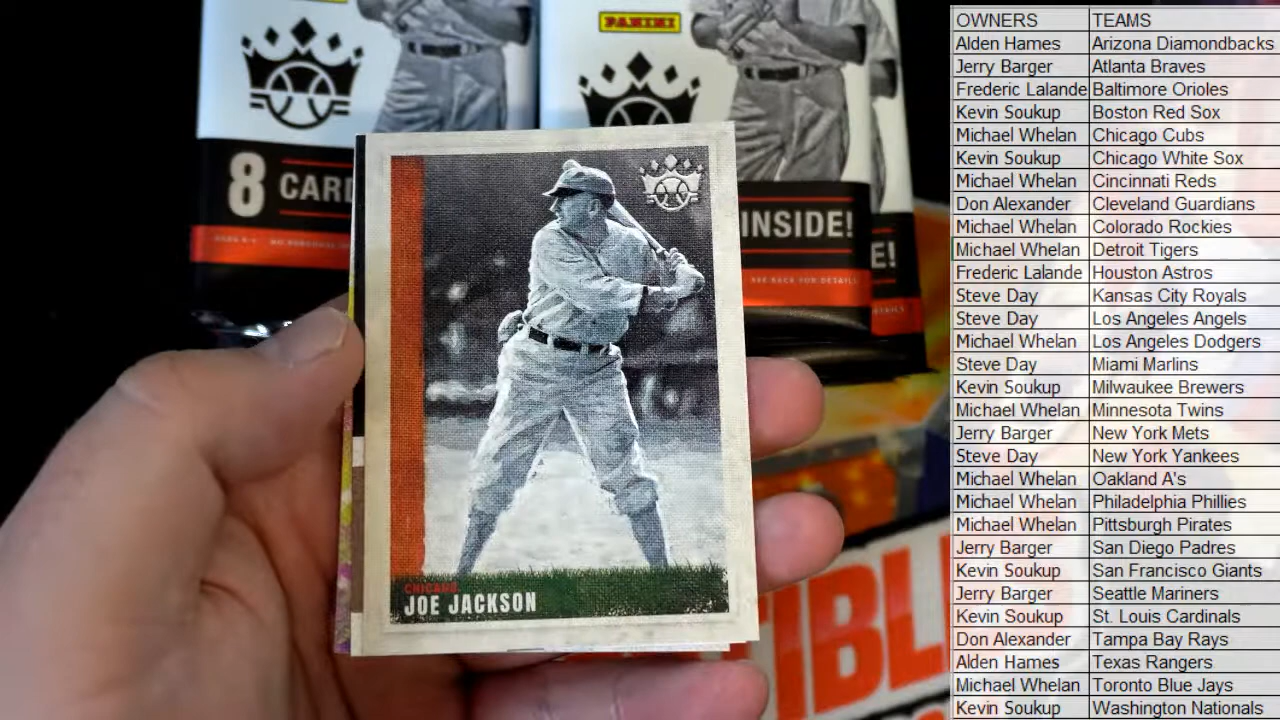 PANINI
8 CARD
INSIDE!
E!
SEE BACK FOR DETAILS
CHICAGO
JOE JACKSON
IBL
OWNERS TEAMS
Alden Hames Arizona Diamondbacks
Jerry Barger Atlanta Braves
Frederic Lalande Baltimore Orioles
Kevin Soukup Boston Red Sox
Michael Whelan Chicago Cubs
Kevin Soukup Chicago White Sox
Michael Whelan Cincinnati Reds
Don Alexander Cleveland Guardians
Michael Whelan Colorado Rockies
Michael Whelan Detroit Tigers
Frederic Lalande Houston Astros
Steve Day Kansas City Royals
Steve Day Los Angeles Angels
Michael Whelan Los Angeles Dodgers
Steve Day Miami Marlins
Kevin Soukup Milwaukee Brewers
Michael Whelan Minnesota Twins
Jerry Barger New York Mets
Steve Day New York Yankees
Michael Whelan Oakland A's
Michael Whelan Philadelphia Phillies
Michael Whelan Pittsburgh Pirates
Jerry Barger San Diego Padres
Kevin Soukup San Francisco Giants
Jerry Barger Seattle Mariners
Kevin Soukup St. Louis Cardinals
Don Alexander Tampa Bay Rays
Alden Hames Texas Rangers
Michael Whelan Toronto Blue Jays
Kevin Soukup Washington Nationals